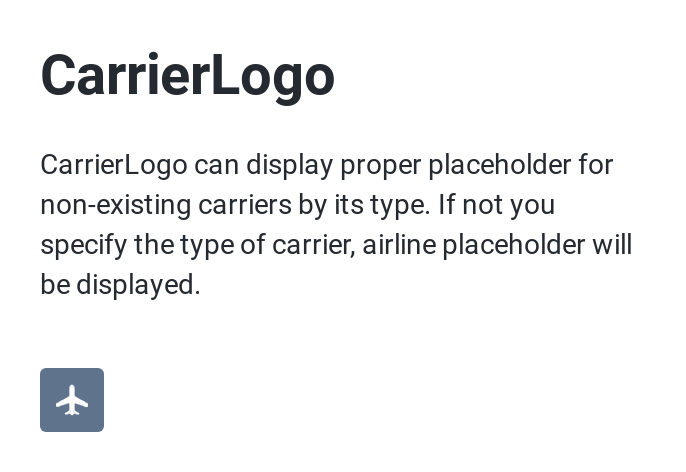 CarrierLogo
CarrierLogo can display proper placeholder for
non-existing carriers by its type. If not you
specify the type of carrier, airline placeholder will
be displayed.